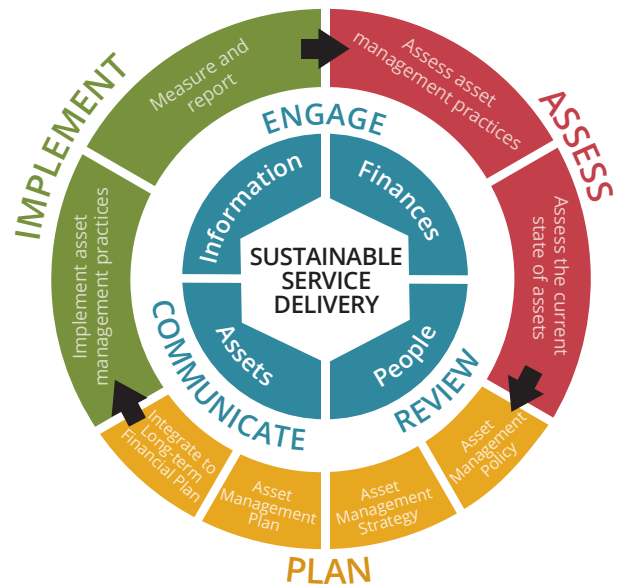 IMPLEMENT
Measure and
report
Implement asset
management practices
ASSESS
Assess asset
management practices
Assess the current
state of assets
ENGAGE
Information
Finances
SUSTAINABLE
SERVICE
DELIVERY
Assets
People
COMMUNICATE
REVIEW
Asset
Management
Policy
Asset
Management
Strategy
Asset
Management
Plan
Integrate to
Long-term
Financial Plan
PLAN